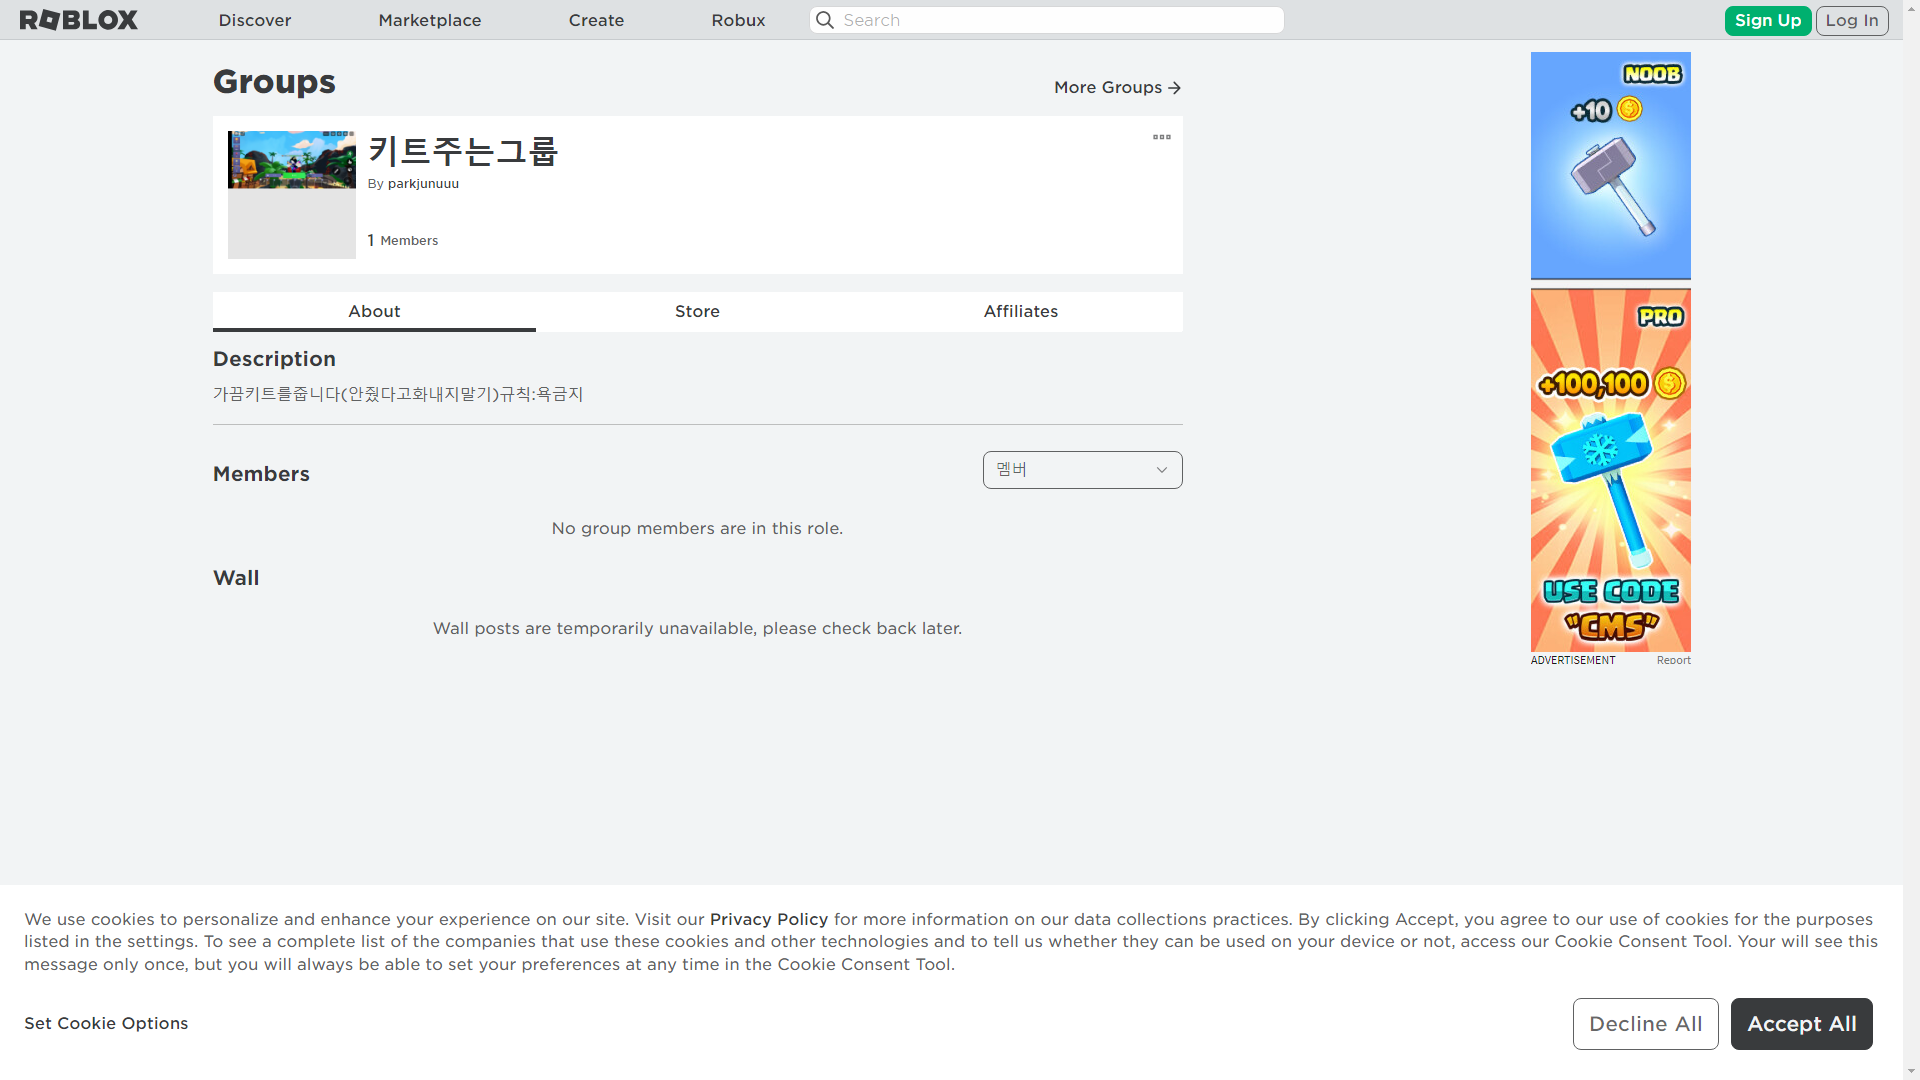 ROBLOX
Discover
Marketplace
Create
Robux
Search
Sign Up
Log In
Groups
More Groups
키트주는그룹
By parkjunuuu
1 Members
About
Store
Affiliates
Description
가끔키트를줍니다(안줬다고화내지말기)규칙:욕금지
Members
멤버
No group members are in this role.
Wall
Wall posts are temporarily unavailable, please check back later.
NOOB
+10
PRO
+100,100
USE CODE
"CMS"
ADVERTISEMENT
Report
We use cookies to personalize and enhance your experience on our site. Visit our Privacy Policy for more information on our data collections practices. By clicking Accept, you agree to our use of cookies for the purposes
listed in the settings. To see a complete list of the companies that use these cookies and other technologies and to tell us whether they can be used on your device or not, access our Cookie Consent Tool. Your will see this
message only once, but you will always be able to set your preferences at any time in the Cookie Consent Tool.
Set Cookie Options
Decline All
Accept All